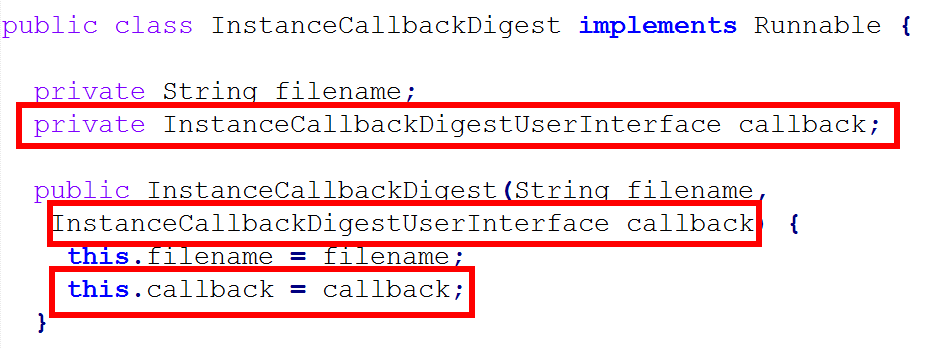 public class InstanceCallbackDigest implements Runnable {
private String filename;
private InstanceCallbackDigestUserInterface callback;
public InstanceCallbackDigest(String filename,
InstanceCallbackDigestUserInterface callback) {
this.filename = filename;
this.callback = callback;
}